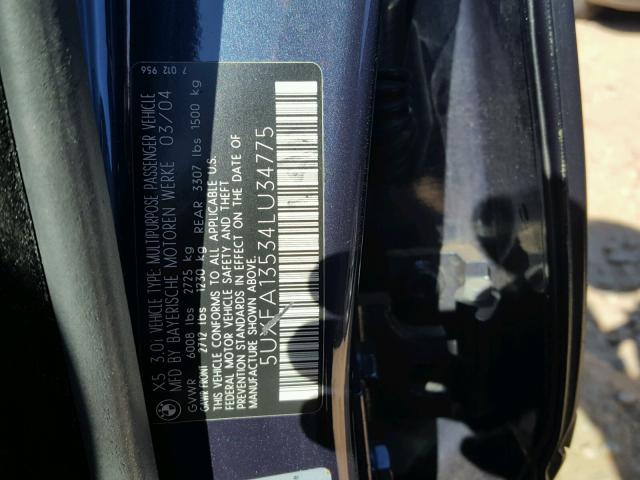 X5 3.0i VEHICLE TYPE: MULTIPURPOSE PASSENGER VEHICLE
MFD BY BAYERISCHE MOTOREN WERKE 03/04
GVWR 6008 lbs 2725 kg
GAWR FRONT 2712 lbs 1230 kg REAR 3307 lbs 1500 kg
THIS VEHICLE CONFORMS TO ALL APPLICABLE U.S.
FEDERAL MOTOR VEHICLE SAFETY AND THEFT
PREVENTION STANDARDS IN EFFECT ON THE DATE OF
MANUFACTURE SHOWN ABOVE.
5UXFA13534LU34775
7 012 956